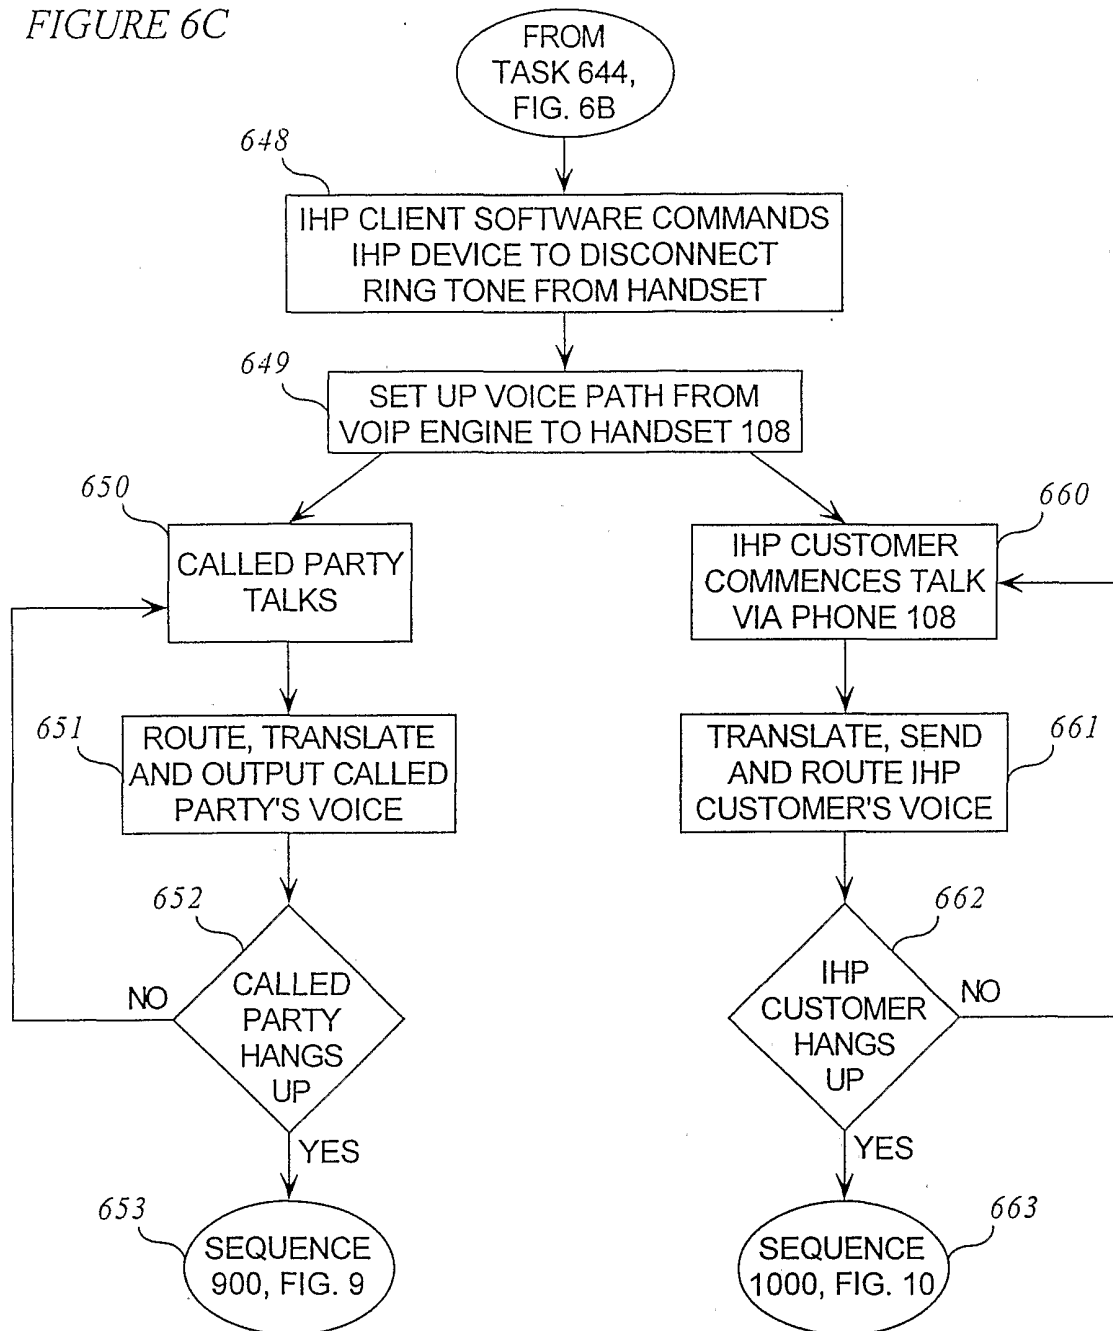 FIGURE 6C
FROM
TASK 644,
FIG. 6B
648
IHP CLIENT SOFTWARE COMMANDS
IHP DEVICE TO DISCONNECT
RING TONE FROM HANDSET
649
SET UP VOICE PATH FROM
VOIP ENGINE TO HANDSET 108
650
CALLED PARTY
TALKS
660
IHP CUSTOMER
COMMENCES TALK
VIA PHONE 108
651
ROUTE, TRANSLATE
AND OUTPUT CALLED
PARTY'S VOICE
661
TRANSLATE, SEND
AND ROUTE IHP
CUSTOMER'S VOICE
652
CALLED
PARTY
HANGS
UP
NO
YES
662
IHP
CUSTOMER
HANGS
UP
NO
YES
653
SEQUENCE
900, FIG. 9
663
SEQUENCE
1000, FIG. 10